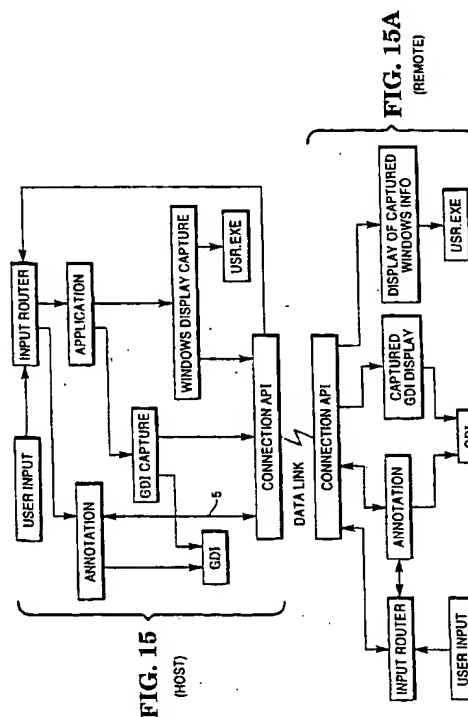 FIG. 15
(HOST)
USER INPUT
INPUT ROUTER
ANNOTATION
APPLICATION
GDI CAPTURE
WINDOWS DISPLAY CAPTURE
GDI
5
USR.EXE
CONNECTION API
DATA LINK
FIG. 15A
(REMOTE)
CONNECTION API
INPUT ROUTER
ANNOTATION
CAPTURED
GDI DISPLAY
DISPLAY OF CAPTURED
WINDOWS INFO
USER INPUT
GDI
USR.EXE